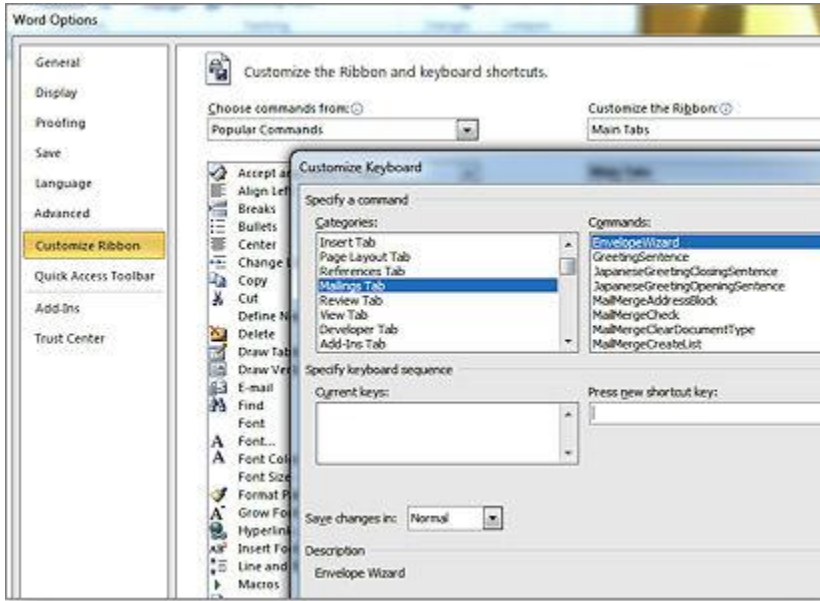 Word Options
General
Display
Proofing
Save
Language
Advanced
Customize Ribbon
Quick Access Toolbar
Add-Ins
Trust Center
Customize the Ribbon and keyboard shortcuts.
Choose commands from:
Popular Commands
Customize the Ribbon:
Main Tabs
Accept a
Align Left
Breaks
Bullets
Center
Change
Copy
Cut
Define N
Delete
Draw Tab
Draw Ver
E-mail
Find
Font
Font...
Font Colo
Font Size
Format P
Grow Fo
Hyperlink
Insert Fo
Line and
Macros
Customize Keyboard
Specify a command
Categories:
Insert Tab
Page Layout Tab
References Tab
Mailings Tab
Review Tab
View Tab
Developer Tab
Add-Ins Tab
Commands:
EnvelopeWizard
GreetingSentence
JapaneseGreetingClosingSentence
JapaneseGreetingOpeningSentence
MailMergeAddressBlock
MailMergeCheck
MailMergeClearDocumentType
MailMergeCreateList
Specify keyboard sequence
Current keys:
Press new shortcut key:
Save changes in:
Normal
Description
Envelope Wizard